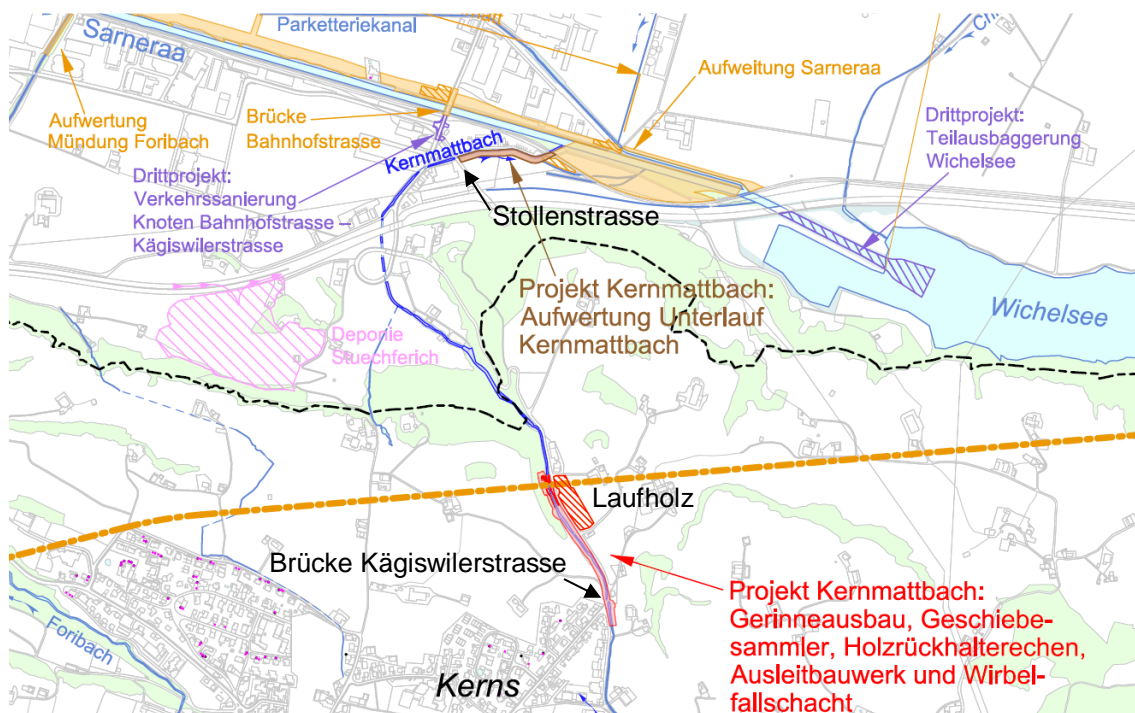 Parketteriekanal
Sarneraa
Aufweitung Sarneraa
Aufwertung
Mündung Foribach
Brücke
Bahnhofstrasse
Drittprojekt:
Teilausbaggerung
Wichelsee
Kernmattbach
Drittprojekt:
Verkehrssanierung
Knoten Bahnhofstrasse –
Kägiswilerstrasse
Stollenstrasse
Projekt Kernmattbach:
Aufwertung Unterlauf
Kernmattbach
Wichelsee
Deponie
Stuechferich
Laufholz
Brücke Kägiswilerstrasse
Projekt Kernmattbach:
Gerinneausbau, Geschiebe-
sammler, Holzrückhalterechen,
Ausleitbauwerk und Wirbel-
fallschacht
Foribach
Kerns